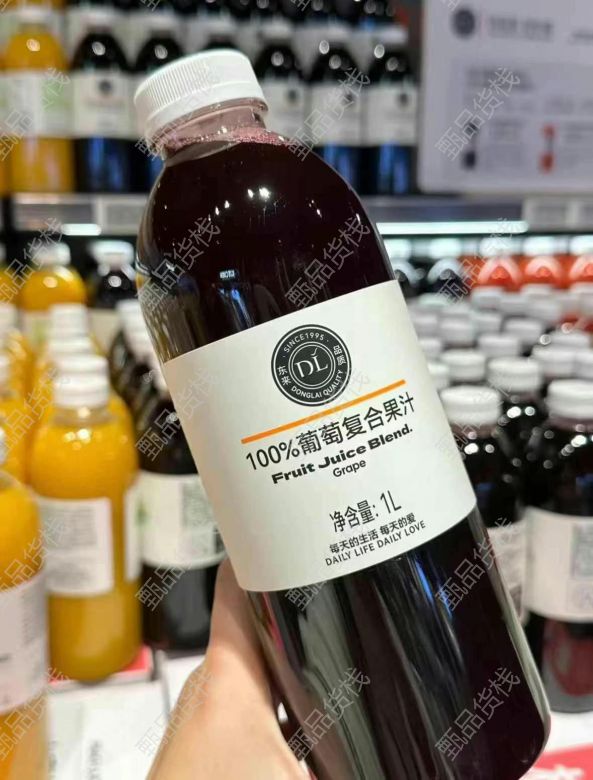 · SINCE1995 ·
东来 DL 品质
DONGLAI QUALITY
100%葡萄复合果汁
Fruit Juice Blend.
Grape
净含量: 1L
每天的生活 每天的爱
DAILY LIFE DAILY LOVE
甄品货栈